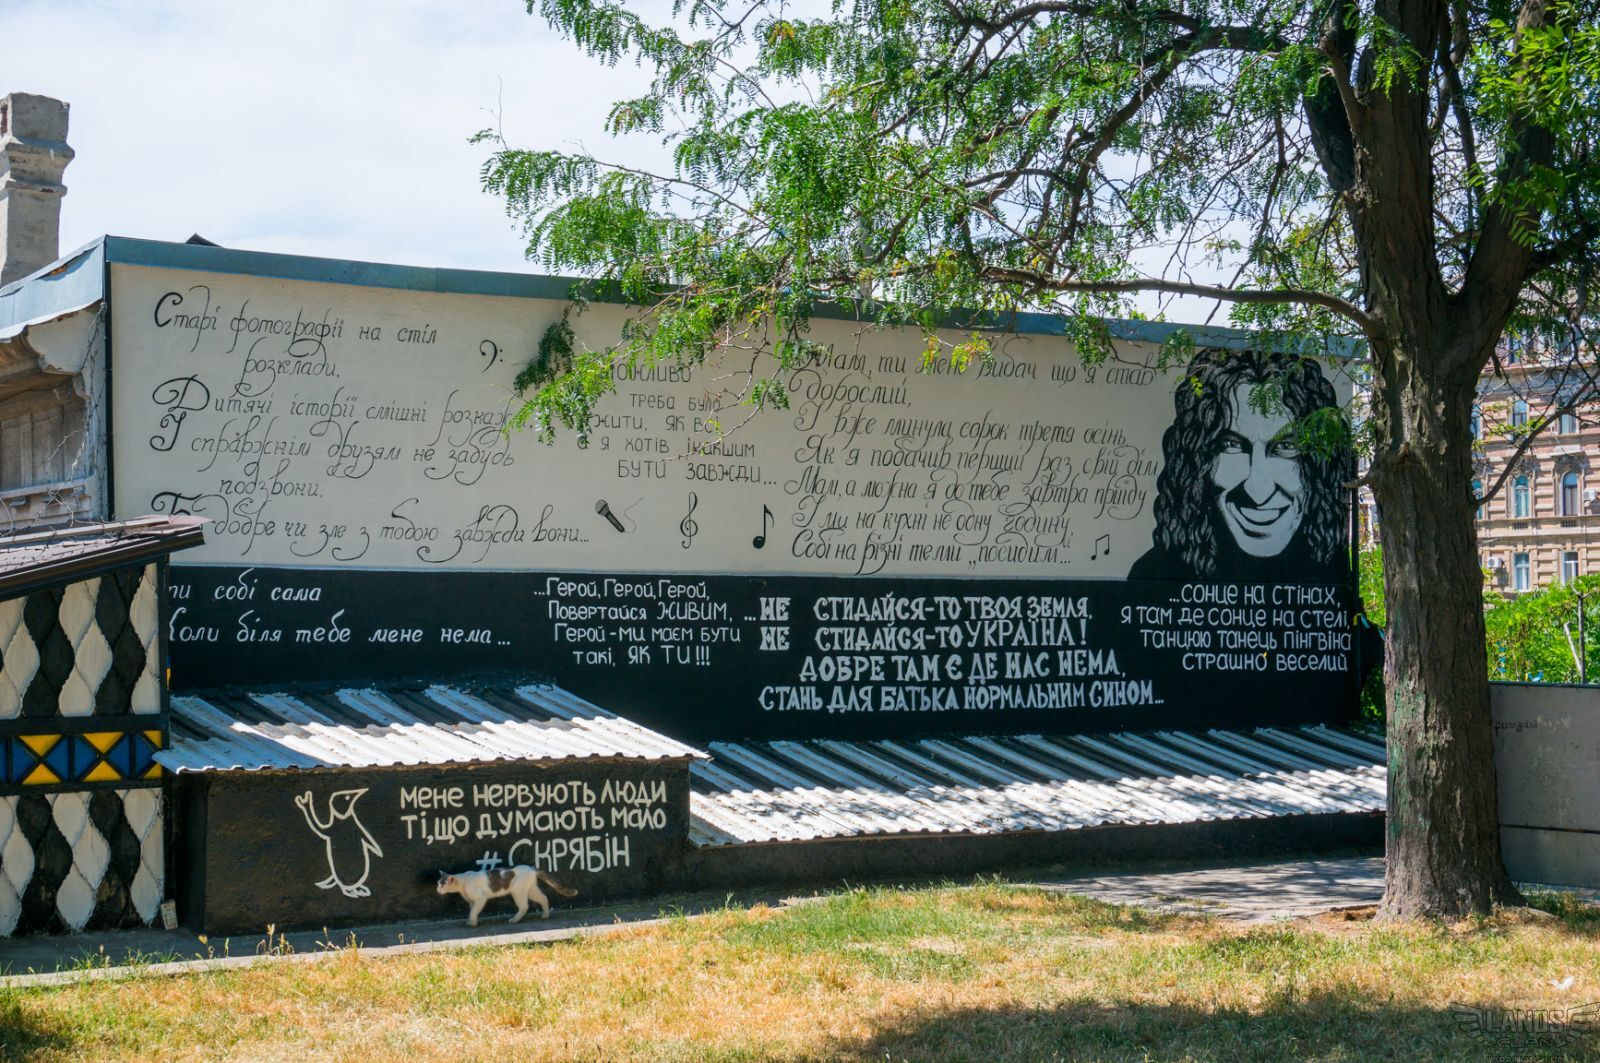 Старі фотографії на стіл
розклади,
Дитячі історії смішні розкаж
І справжнім друзям не забудь
подзвони,
Бо добре чи зле з тобою завжди вони...
можливо
треба було
жити, як всі
а я хотів інакшим
бути завжди...
Мам, ти мене вибач що я став
дорослий,
І вже минула сорок третя осінь
Як я побачив перший раз свій дім
Мам, а можна я до тебе завтра прийду
І ми на кухні не одну годину
Собі на різні теми „посидим"...
ти собі сама
Коли біля тебе мене нема...
...Герой, Герой, Герой,
Повертайся живим,
Герой - ми маєм бути
такі, як ти!!!
...Не стидайся-то твоя земля,
Не стидайся-то Україна!
Добре там є де нас нема,
Стань для батька нормальним сином...
...сонце на стінах,
я там де сонце на стелі,
танцюю танець пінгвіна
страшно веселий
мене нервують люди
ті, що думають мало
#Скрябін
LANOS
CLAN